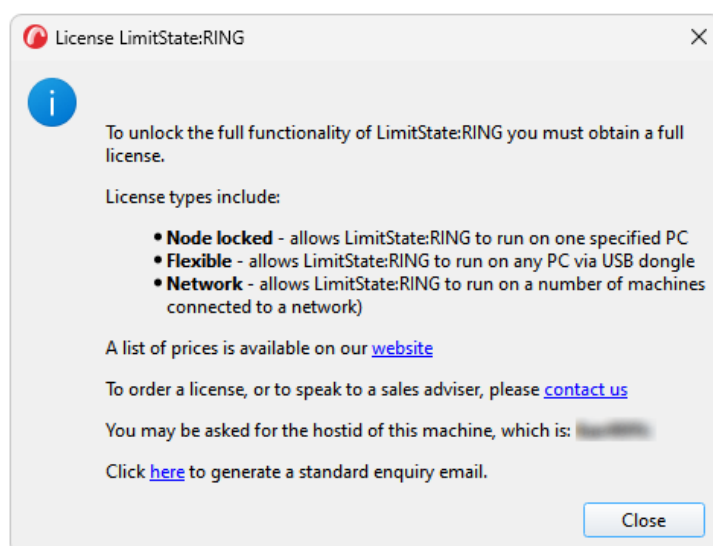 License LimitState:RING
To unlock the full functionality of LimitState:RING you must obtain a full
license.
License types include:
• Node locked - allows LimitState:RING to run on one specified PC
• Flexible - allows LimitState:RING to run on any PC via USB dongle
• Network - allows LimitState:RING to run on a number of machines
connected to a network)
A list of prices is available on our website
To order a license, or to speak to a sales adviser, please contact us
You may be asked for the hostid of this machine, which is:
Click here to generate a standard enquiry email.
Close